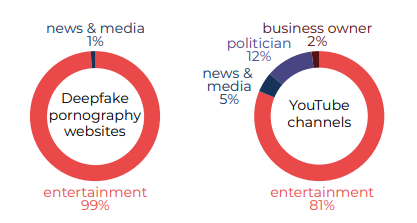 news & media
1%
Deepfake
pornography
websites
entertainment
99%
business owner
2%
politician
12%
news &
media
5%
YouTube
channels
entertainment
81%